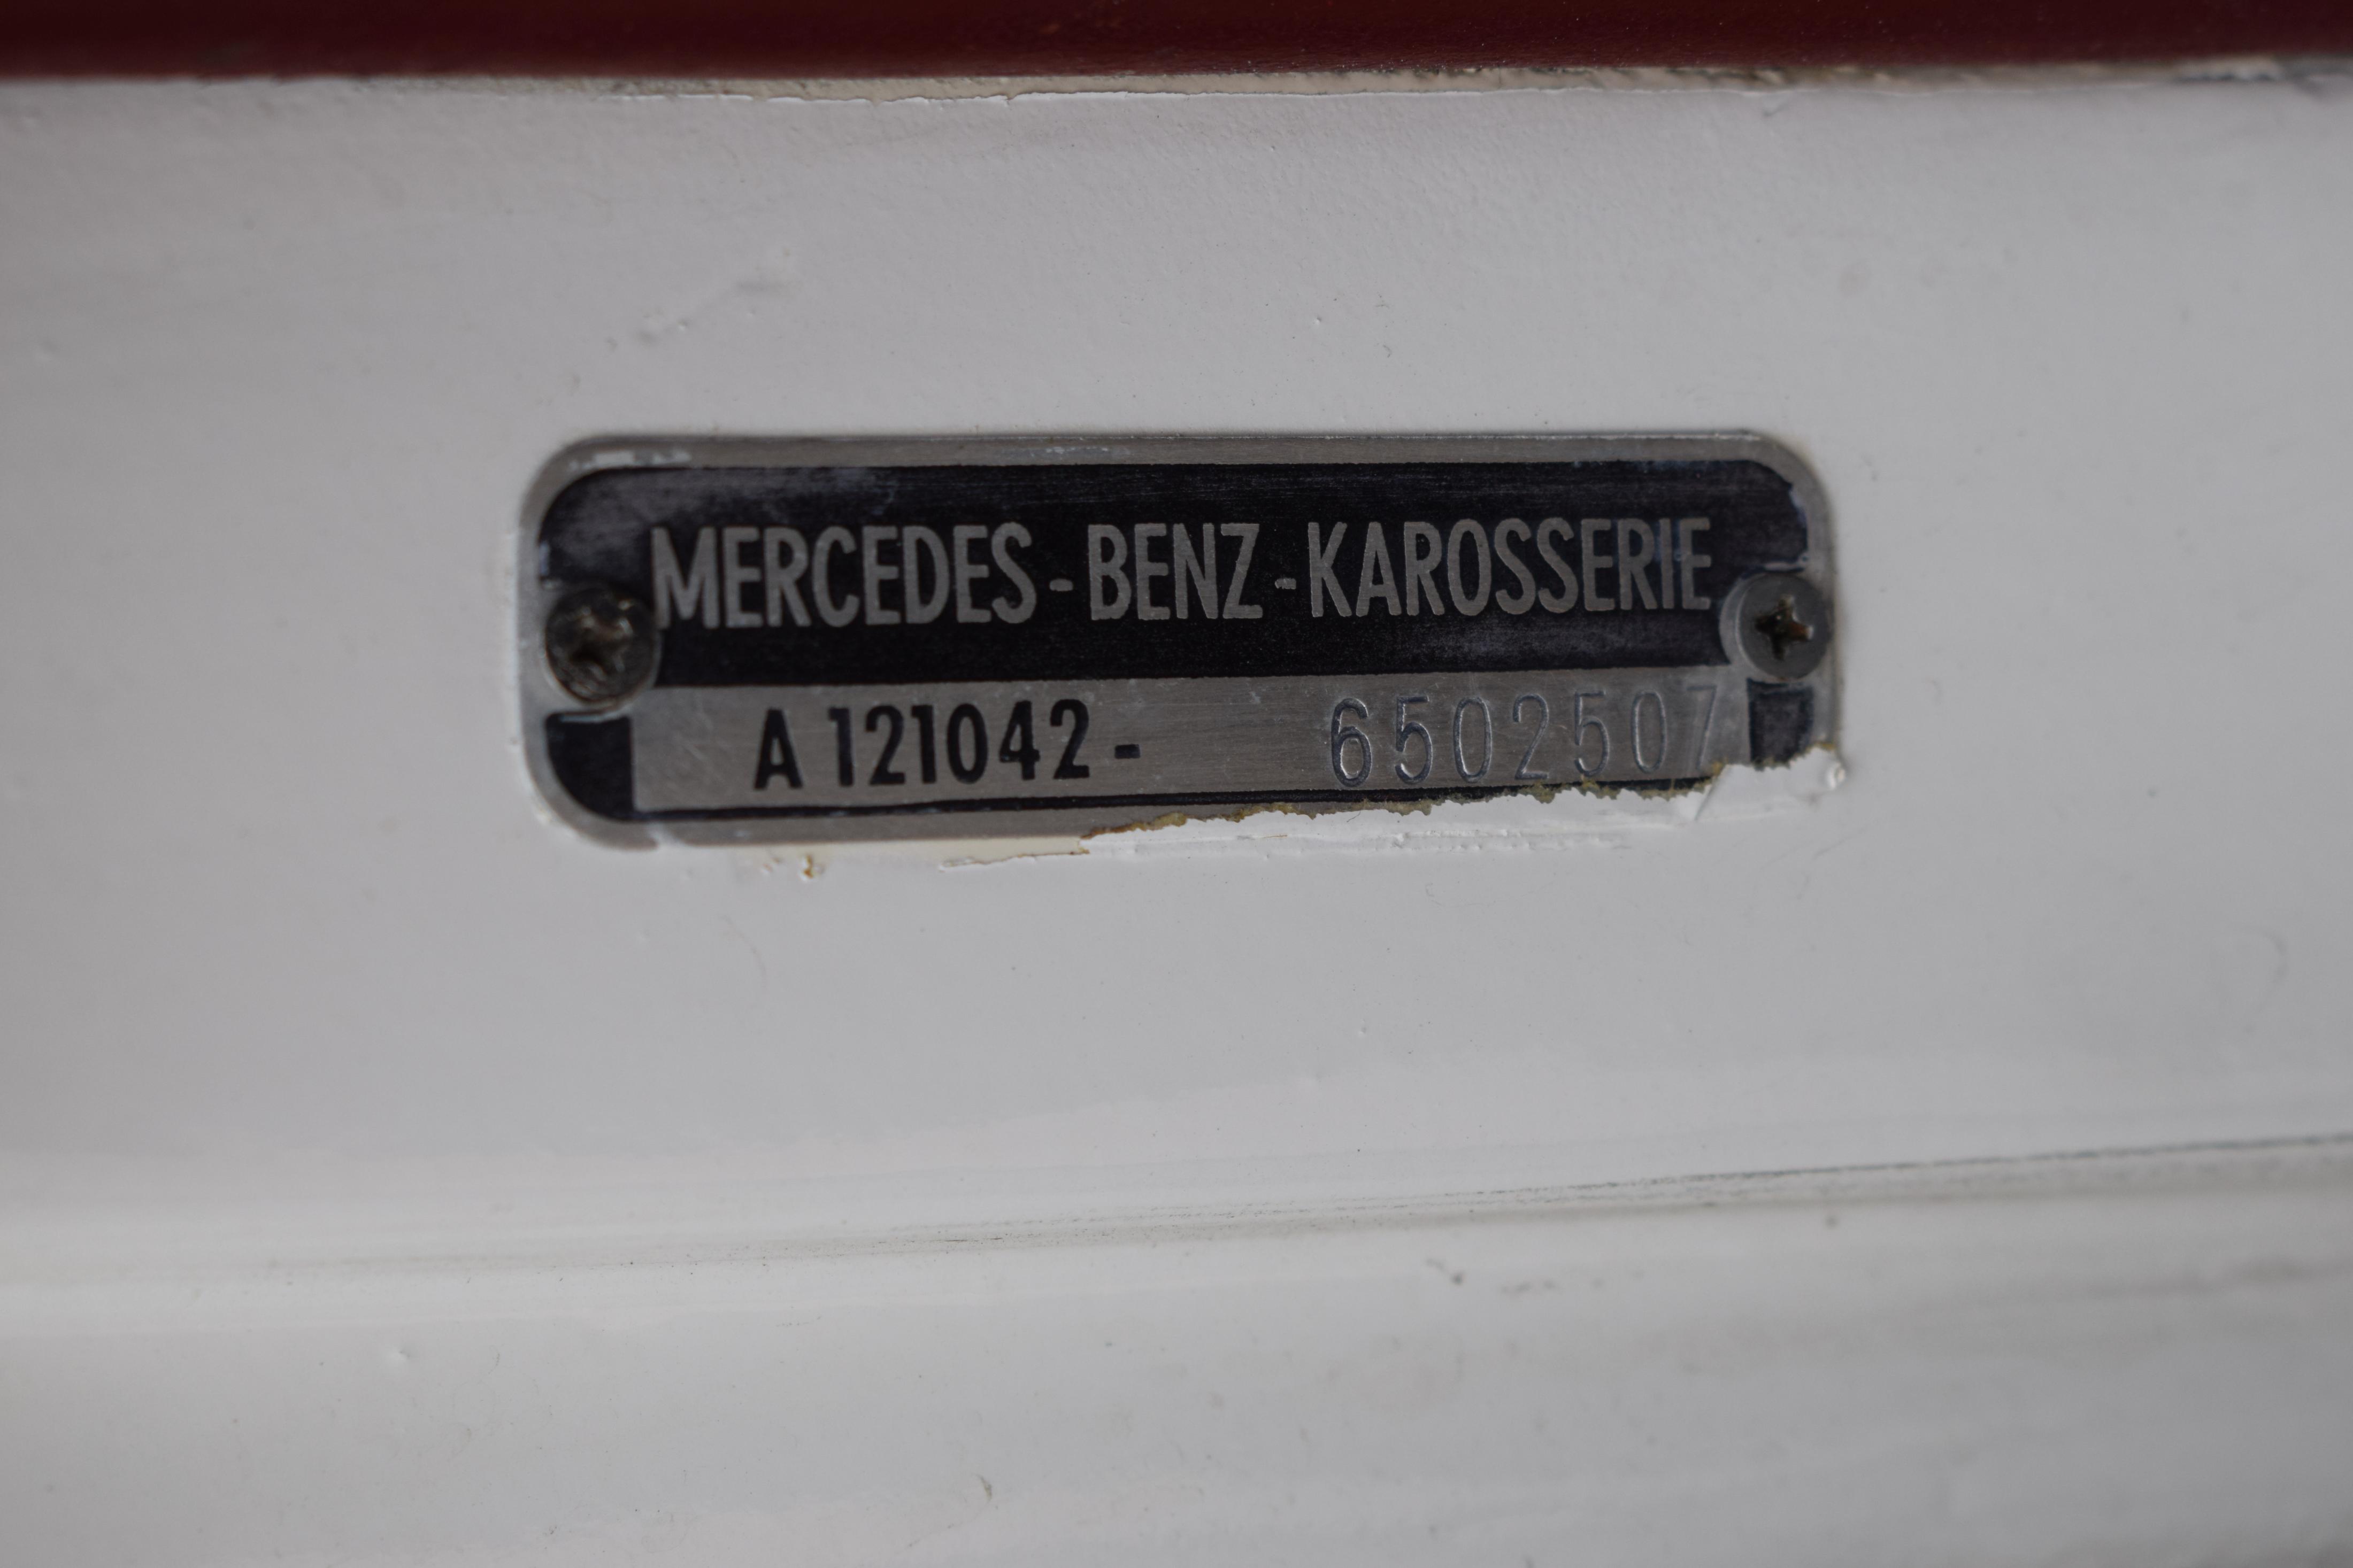 MERCEDES-BENZ-KAROSSERIE
A 121042- 6502507